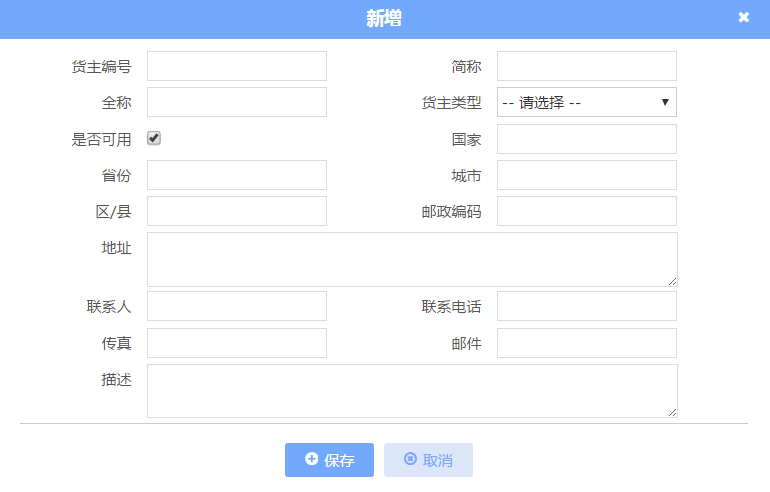 新增
货主编号 简称
全称 货主类型 -- 请选择 --
是否可用 国家
省份 城市
区/县 邮政编码
地址
联系人 联系电话
传真 邮件
描述
保存 取消